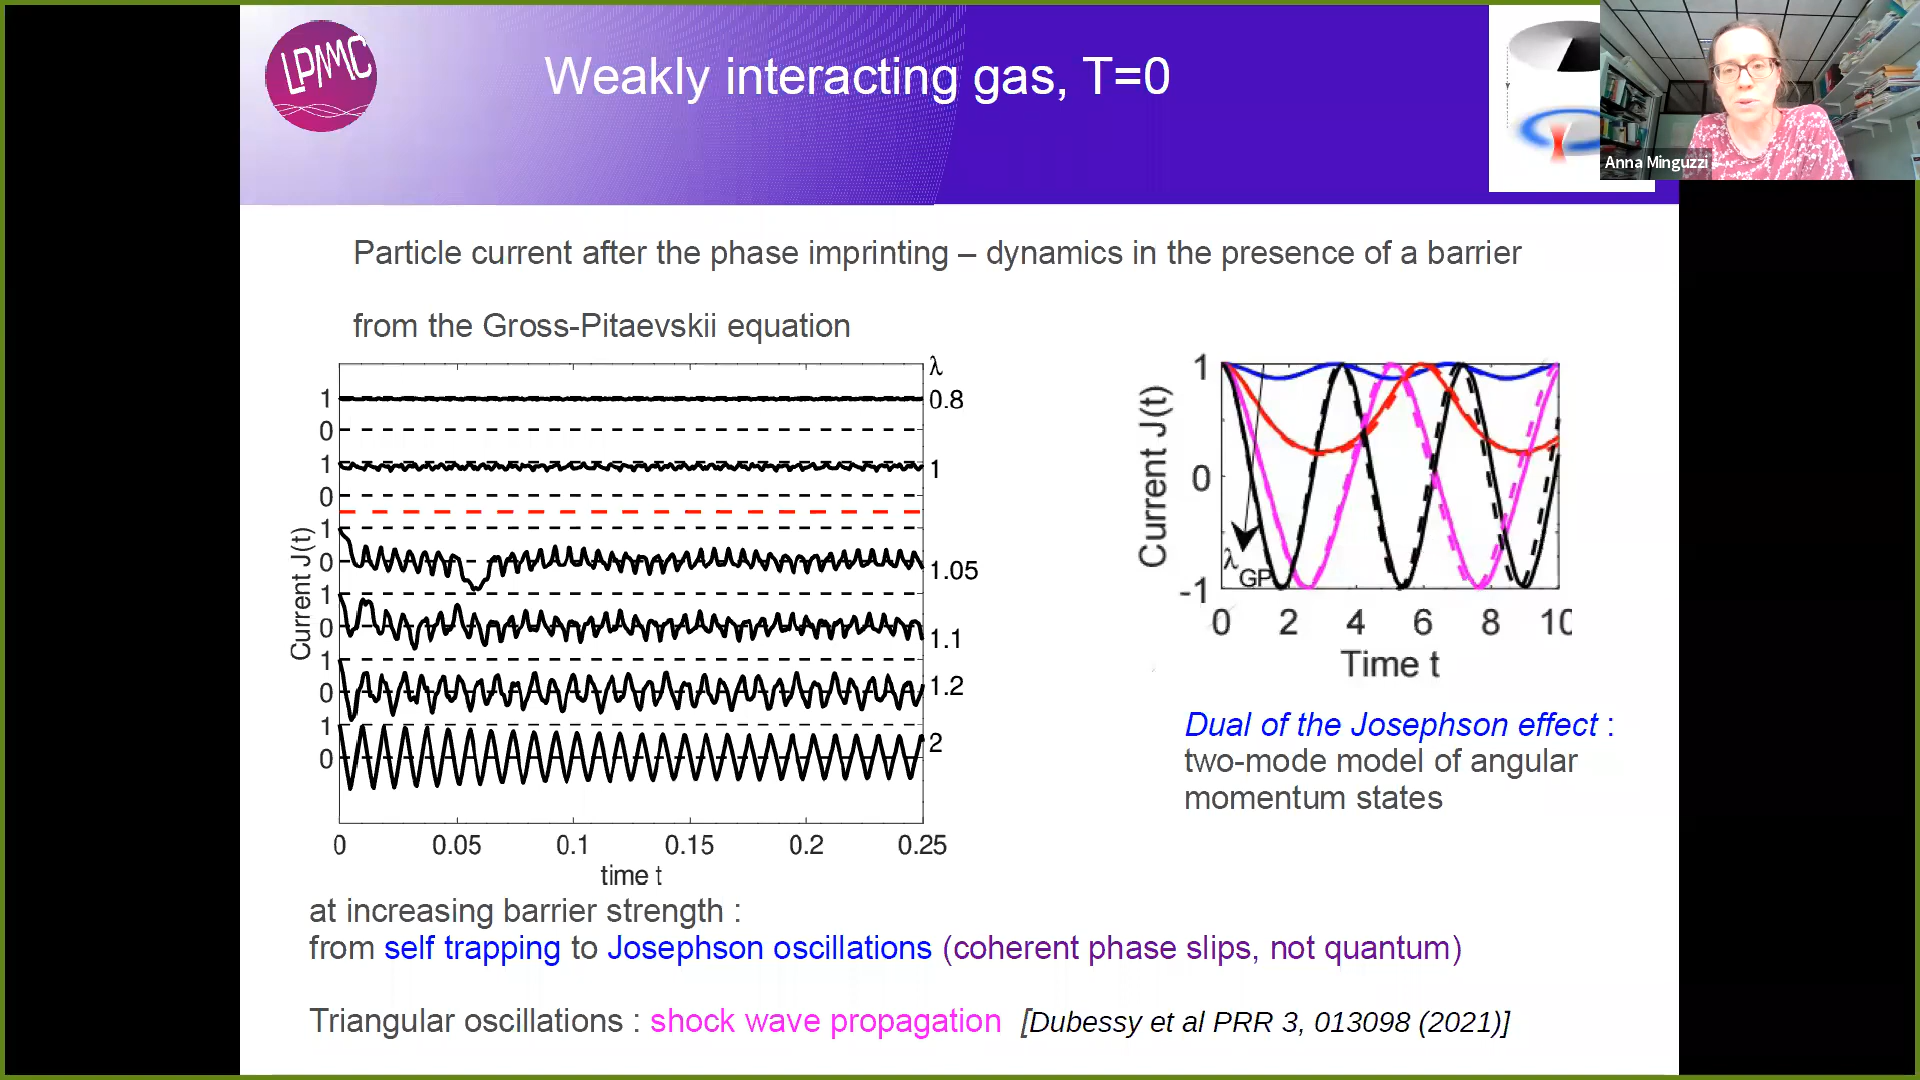 LPMMC
Weakly interacting gas, T=0
Anna Minguzzi
Particle current after the phase imprinting – dynamics in the presence of a barrier
from the Gross-Pitaevskii equation
λ
1
0.8
0
1
1
0
1
0
1.05
1
0
1.1
1
0
1.2
1
0
2
Current J(t)
0 0.05 0.1 0.15 0.2 0.25
time t
1
0
-1
Current J(t)
λGP
0 2 4 6 8 10
Time t
Dual of the Josephson effect :
two-mode model of angular
momentum states
at increasing barrier strength :
from self trapping to Josephson oscillations (coherent phase slips, not quantum)
Triangular oscillations : shock wave propagation [Dubessy et al PRR 3, 013098 (2021)]